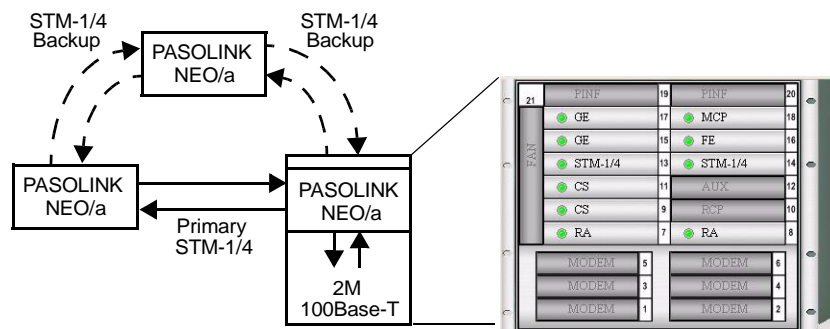 STM-1/4
Backup
STM-1/4
Backup
PASOLINK
NEO/a
PASOLINK
NEO/a
PASOLINK
NEO/a
Primary
STM-1/4
2M
100Base-T
21 PINF 19 PINF 20
GE 17 MCP 18
GE 15 FE 16
FAN
STM-1/4 13 STM-1/4 14
CS 11 AUX 12
CS 9 RCP 10
RA 7 RA 8
MODEM 5 MODEM 6
MODEM 3 MODEM 4
MODEM 1 MODEM 2